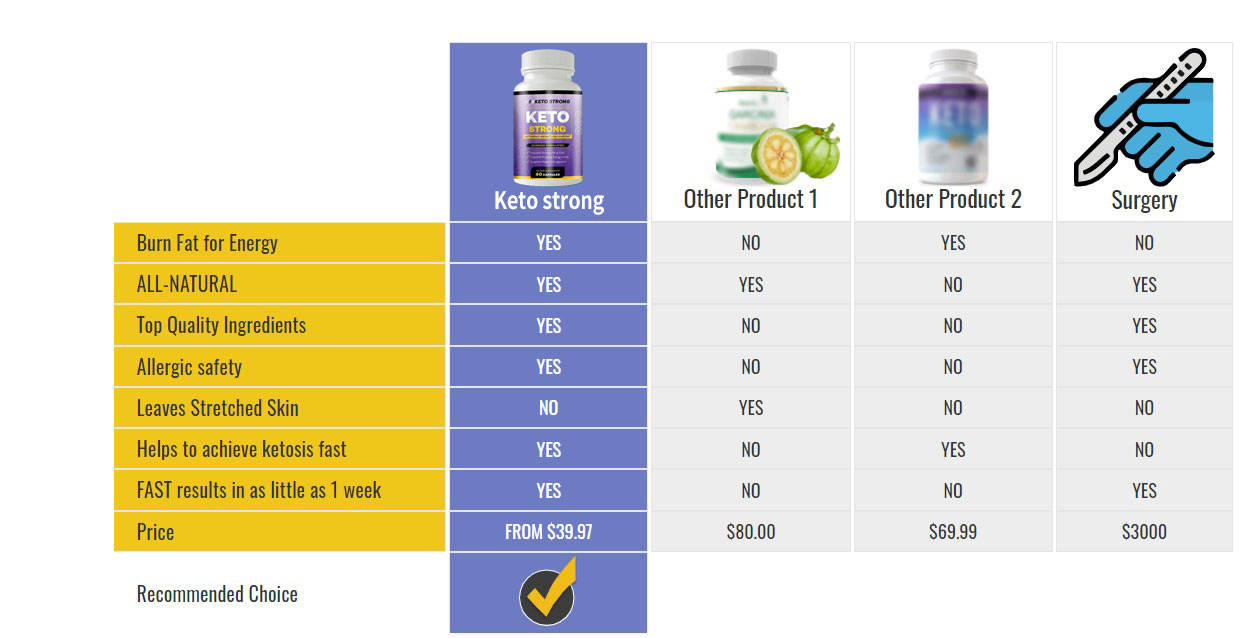 KETO STRONG
KETO
STRONG
60 CAPSULES
GARCINIA
KETO
Keto strong
Other Product 1
Other Product 2
Surgery
Burn Fat for Energy YES NO YES NO
ALL-NATURAL YES YES NO NO
Top Quality Ingredients YES NO NO YES
Allergic safety YES NO NO YES
Leaves Stretched Skin NO YES NO NO
Helps to achieve ketosis fast YES NO YES NO
FAST results in as little as 1 week YES NO NO YES
Price FROM $39.97 $80.00 $69.99 $3000
Recommended Choice